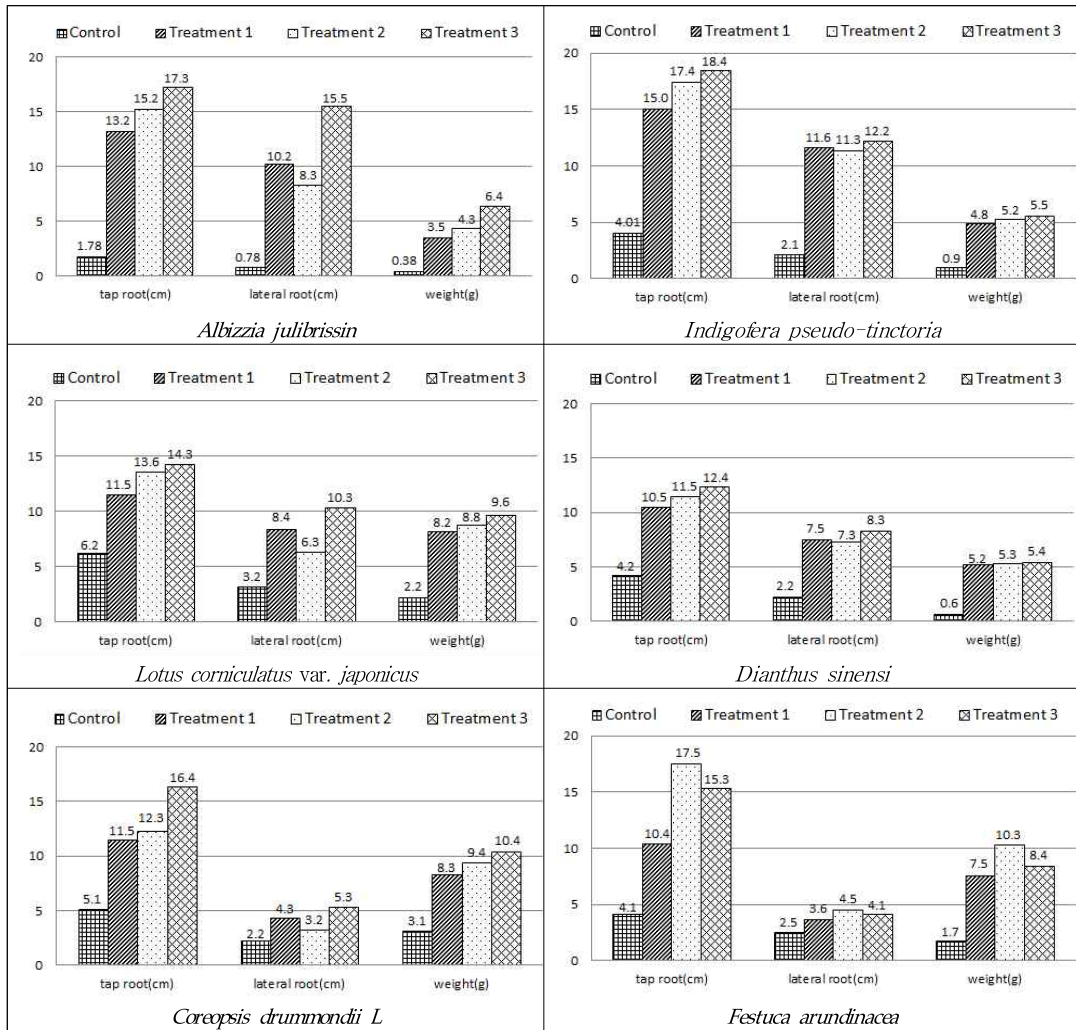 Control Treatment 1 Treatment 2 Treatment 3
20
15
10
5
0
1.78 13.2 15.2 17.3
0.78 10.2 8.3 15.5
0.38 3.5 4.3 6.4
tap root(cm) lateral root(cm) weight(g)
Albizzia julibrissin
Control Treatment 1 Treatment 2 Treatment 3
20
15
10
5
0
4.01 15.0 17.4 18.4
2.1 11.6 11.3 12.2
0.9 4.8 5.2 5.5
tap root(cm) lateral root(cm) weight(g)
Indigofera pseudo-tinctoria
Control Treatment 1 Treatment 2 Treatment 3
20
15
10
5
0
6.2 11.5 13.6 14.3
3.2 8.4 6.3 10.3
2.2 8.2 8.8 9.6
tap root(cm) lateral root(cm) weight(g)
Lotus corniculatus var. japonicus
Control Treatment 1 Treatment 2 Treatment 3
20
15
10
5
0
4.2 10.5 11.5 12.4
2.2 7.5 7.3 8.3
0.6 5.2 5.3 5.4
tap root(cm) lateral root(cm) weight(g)
Dianthus sinensi
Control Treatment 1 Treatment 2 Treatment 3
20
15
10
5
0
5.1 11.5 12.3 16.4
2.2 4.3 3.2 5.3
3.1 8.3 9.4 10.4
tap root(cm) lateral root(cm) weight(g)
Coreopsis drummondii L
Control Treatment 1 Treatment 2 Treatment 3
20
15
10
5
0
4.1 10.4 17.5 15.3
2.5 3.6 4.5 4.1
1.7 7.5 10.3 8.4
tap root(cm) lateral root(cm) weight(g)
Festuca arundinacea